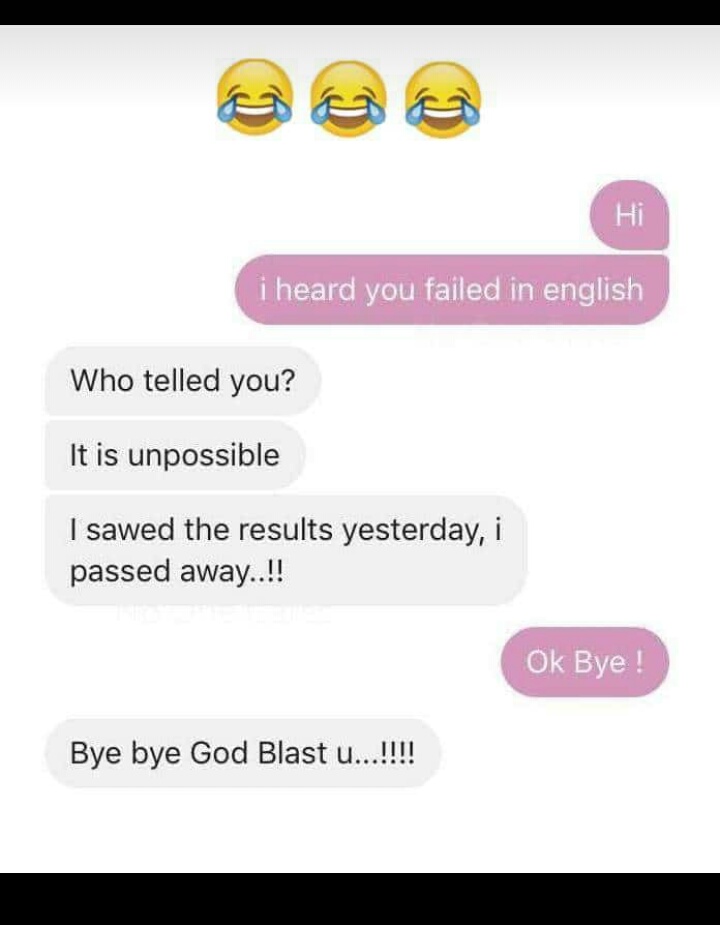 Hi
i heard you failed in english
Who telled you?
It is unpossible
I sawed the results yesterday, i
passed away..!!
Ok Bye !
Bye bye God Blast u...!!!!